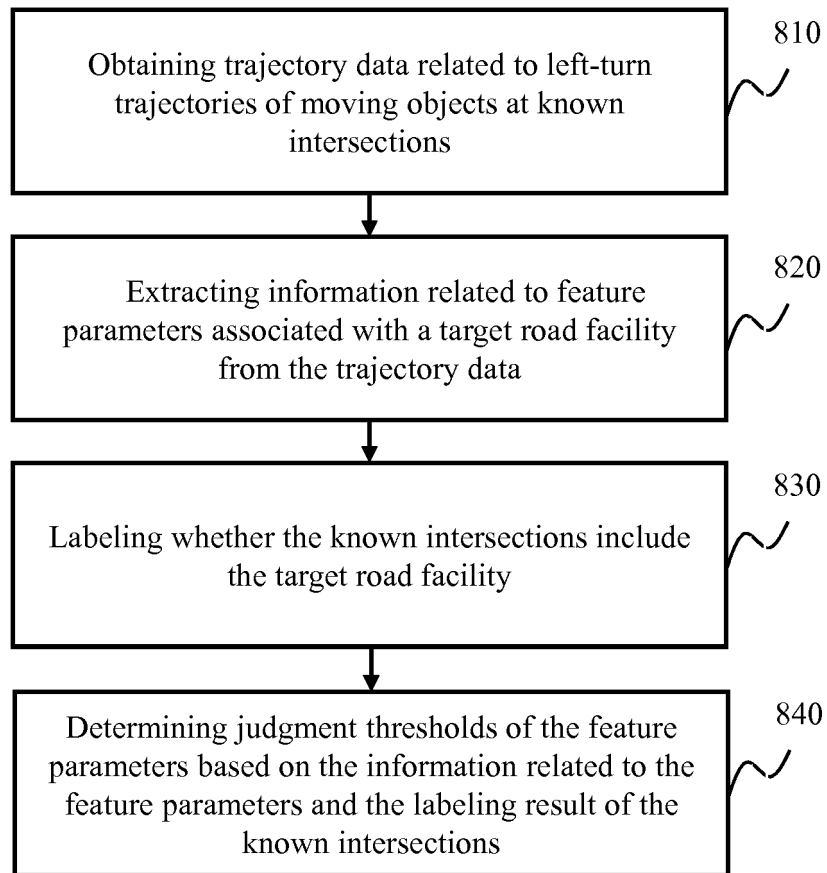 810
Obtaining trajectory data related to left-turn
trajectories of moving objects at known
intersections
820
Extracting information related to feature
parameters associated with a target road facility
from the trajectory data
830
Labeling whether the known intersections include
the target road facility
840
Determining judgment thresholds of the feature
parameters based on the information related to the
feature parameters and the labeling result of the
known intersections